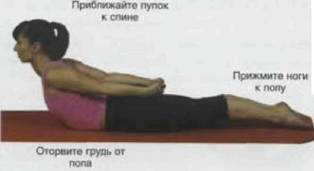 Приближайте пупок
к спине
Прижмите ноги
к полу
Оторвите грудь от
пола